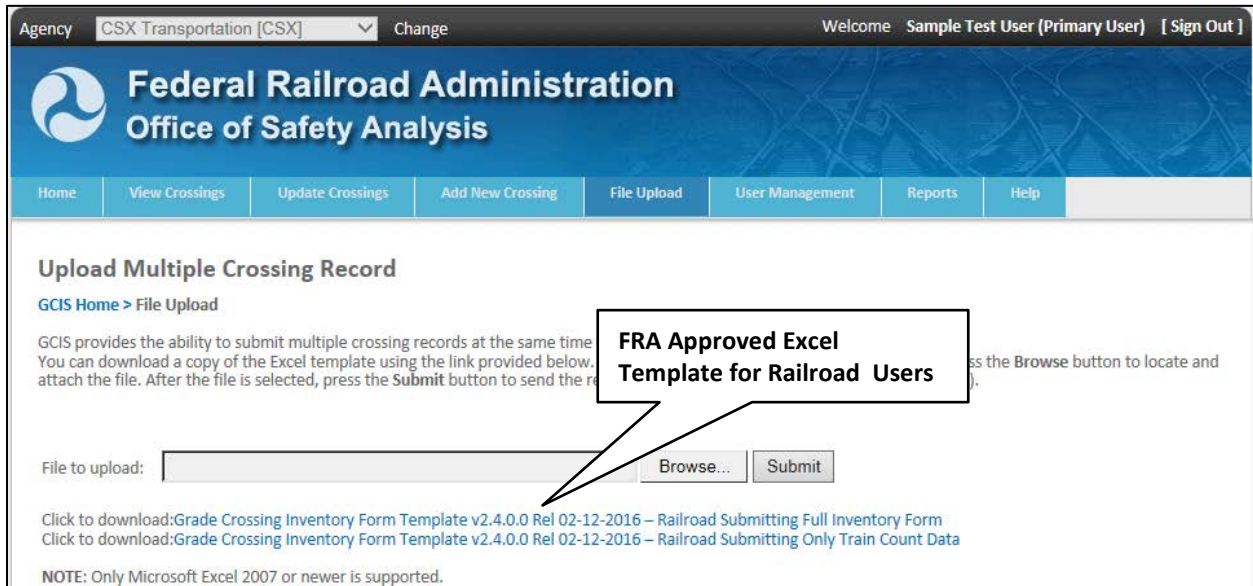 Agency CSX Transportation [CSX] Change Welcome Sample Test User (Primary User) [ Sign Out ]
Federal Railroad Administration
Office of Safety Analysis
Home View Crossings Update Crossings Add New Crossing File Upload User Management Reports Help
Upload Multiple Crossing Record
GCIS Home > File Upload
GCIS provides the ability to submit multiple crossing records at the same time
You can download a copy of the Excel template using the link provided below. ss the Browse button to locate and
attach the file. After the file is selected, press the Submit button to send the re ).
FRA Approved Excel
Template for Railroad Users
File to upload: Browse... Submit
Click to download:Grade Crossing Inventory Form Template v2.4.0.0 Rel 02-12-2016 – Railroad Submitting Full Inventory Form
Click to download:Grade Crossing Inventory Form Template v2.4.0.0 Rel 02-12-2016 – Railroad Submitting Only Train Count Data
NOTE: Only Microsoft Excel 2007 or newer is supported.